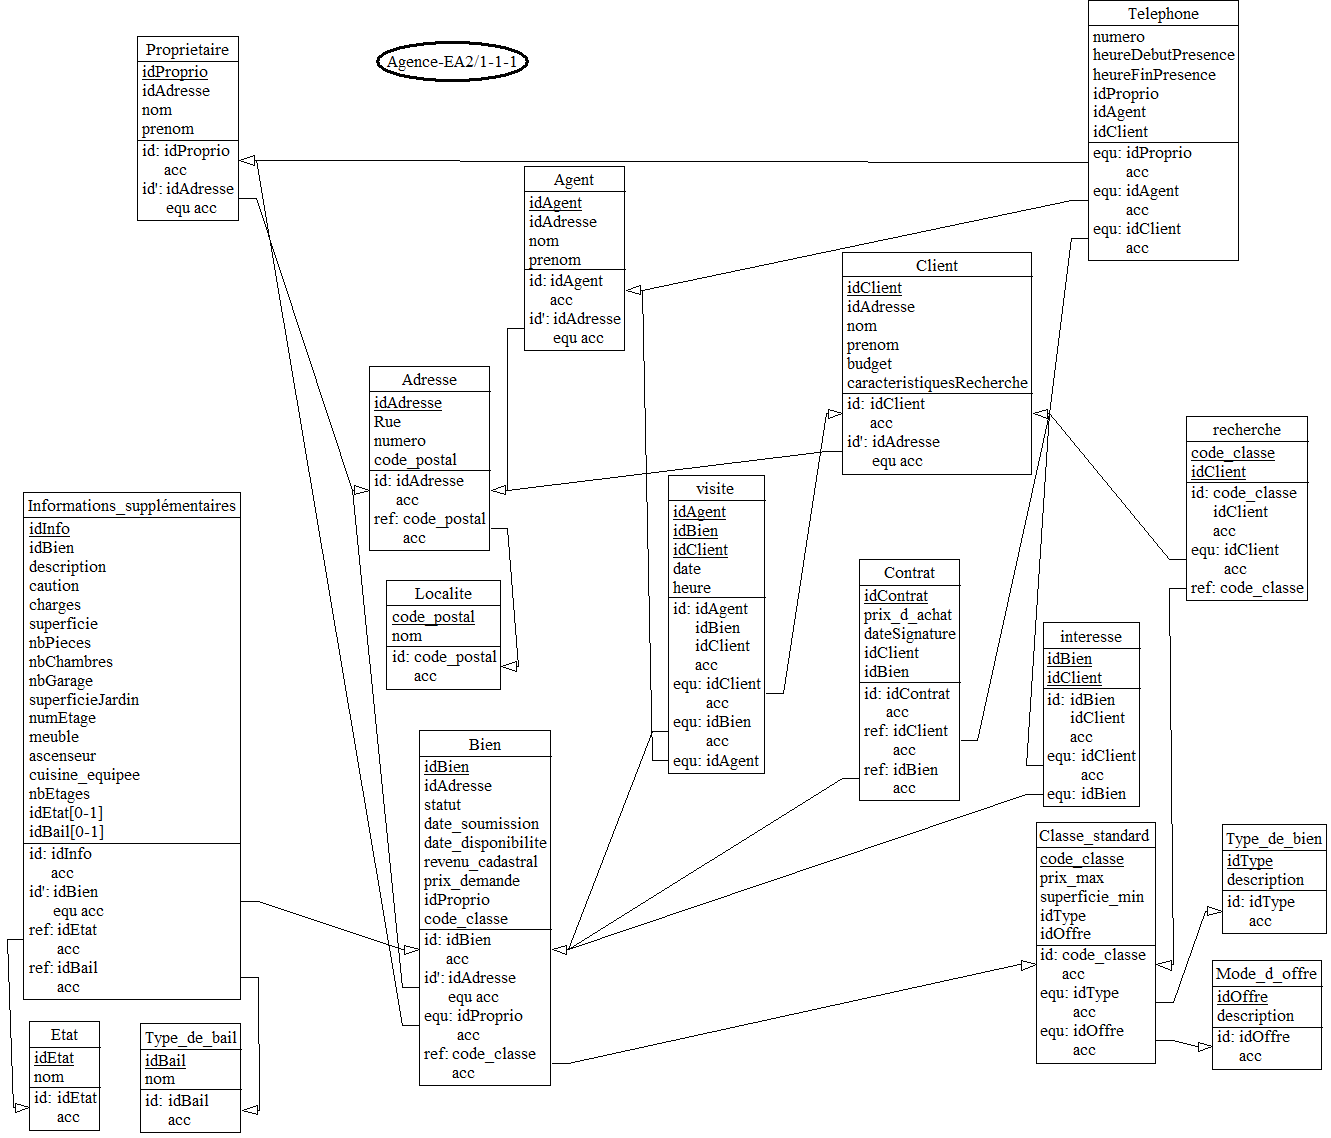 Agence-EA2/1-1-1
Proprietaire
idProprio
idAdresse
nom
prenom
id: idProprio
acc
id': idAdresse
equ acc
Telephone
numero
heureDebutPresence
heureFinPresence
idProprio
idAgent
idClient
equ: idProprio
acc
equ: idAgent
acc
equ: idClient
acc
Agent
idAgent
idAdresse
nom
prenom
id: idAgent
acc
id': idAdresse
equ acc
Client
idClient
idAdresse
nom
prenom
budget
caracteristiquesRecherche
id: idClient
acc
id': idAdresse
equ acc
Adresse
idAdresse
Rue
numero
code_postal
id: idAdresse
acc
ref: code_postal
acc
recherche
code_classe
idClient
id: code_classe
idClient
acc
equ: idClient
acc
ref: code_classe
visite
idAgent
idBien
idClient
date
heure
id: idAgent
idBien
idClient
acc
equ: idClient
acc
equ: idBien
acc
equ: idAgent
Informations_supplémentaires
idInfo
idBien
description
caution
charges
superficie
nbPieces
nbChambres
nbGarage
superficieJardin
numEtage
meuble
ascenseur
cuisine_equipee
nbEtages
idEtat[0-1]
idBail[0-1]
id: idInfo
acc
id': idBien
equ acc
ref: idEtat
acc
ref: idBail
acc
Localite
code_postal
nom
id: code_postal
acc
Contrat
idContrat
prix_d_achat
dateSignature
idClient
idBien
id: idContrat
acc
ref: idClient
acc
ref: idBien
acc
interesse
idBien
idClient
id: idBien
idClient
acc
equ: idClient
acc
equ: idBien
Bien
idBien
idAdresse
statut
date_soumission
date_disponibilite
revenu_cadastral
prix_demande
idProprio
code_classe
id: idBien
acc
id': idAdresse
equ acc
equ: idProprio
acc
ref: code_classe
acc
Classe_standard
code_classe
prix_max
superficie_min
idType
idOffre
id: code_classe
acc
equ: idType
acc
equ: idOffre
acc
Type_de_bien
idType
description
id: idType
acc
Mode_d_offre
idOffre
description
id: idOffre
acc
Etat
idEtat
nom
id: idEtat
acc
Type_de_bail
idBail
nom
id: idBail
acc